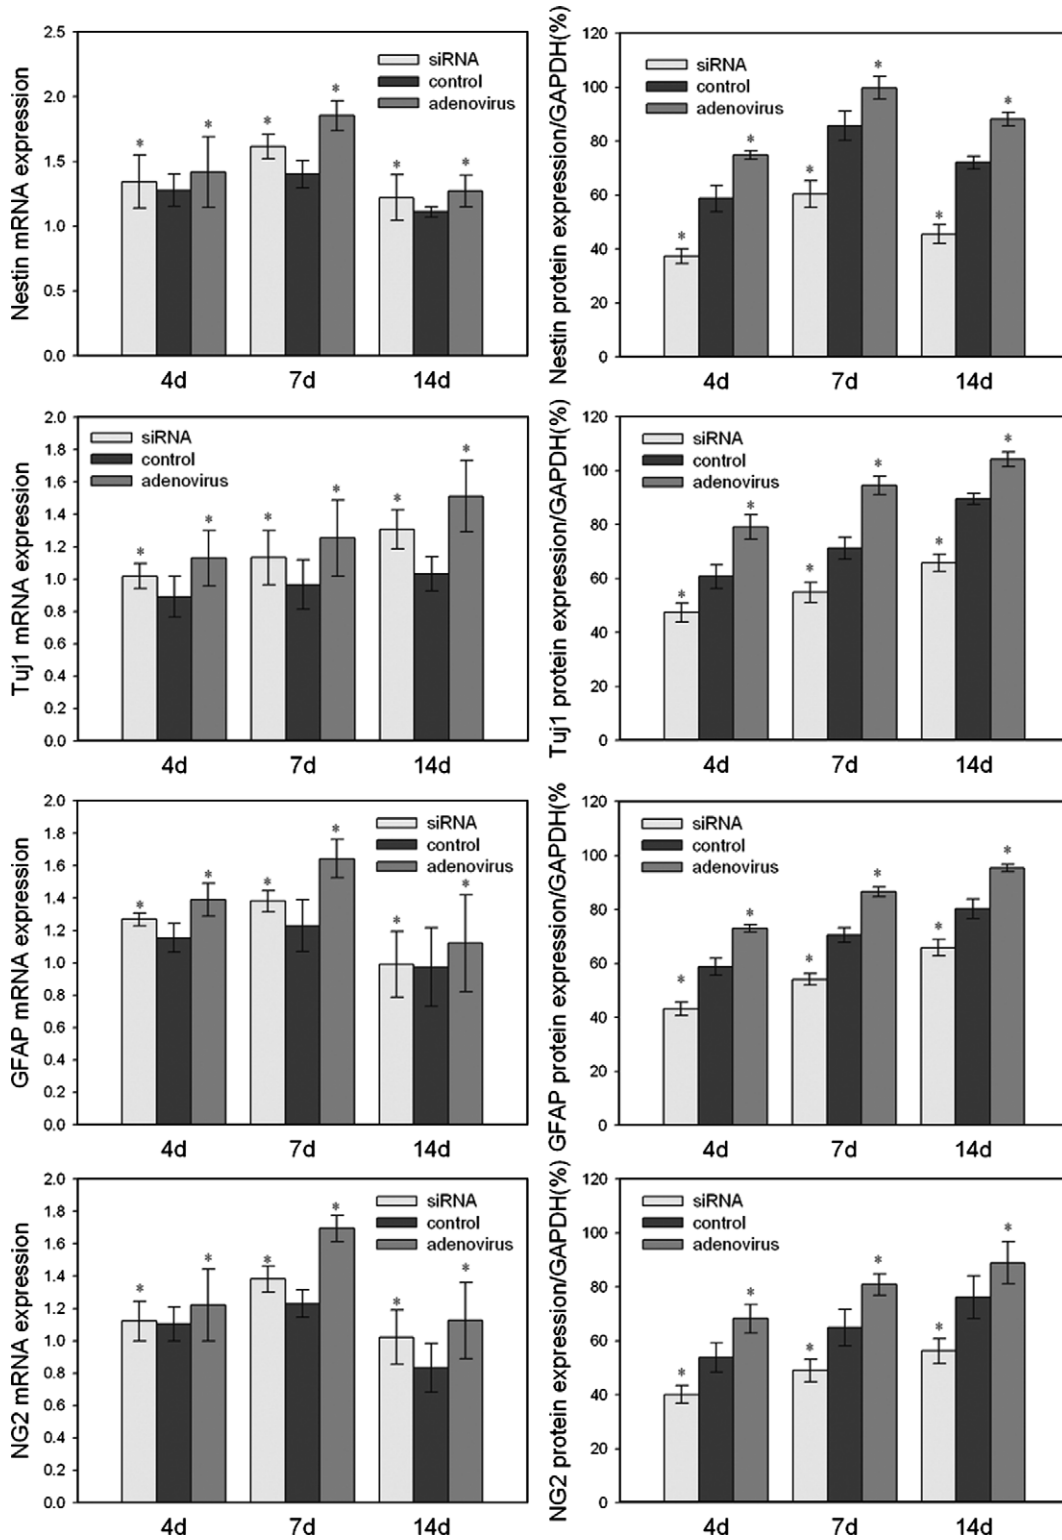 Nestin mRNA expression
2.5
2.0
1.5
1.0
0.5
0.0
siRNA
control
adenovirus
* * * * * *
4d 7d 14d
Nestin protein expression/GAPDH(%)
120
100
80
60
40
20
0
siRNA
control
adenovirus
* * * * * *
4d 7d 14d
Tuj1 mRNA expression
2.0
1.8
1.6
1.4
1.2
1.0
0.8
0.6
0.4
0.2
0.0
siRNA
control
adenovirus
* * * * * *
4d 7d 14d
Tuj1 protein expression/GAPDH(%)
120
100
80
60
40
20
0
siRNA
control
adenovirus
* * * * * *
4d 7d 14d
GFAP mRNA expression
2.0
1.8
1.6
1.4
1.2
1.0
0.8
0.6
0.4
0.2
0.0
siRNA
control
adenovirus
* * * * * *
4d 7d 14d
GFAP protein expression/GAPDH(%
120
100
80
60
40
20
0
siRNA
control
adenovirus
* * * * * *
4d 7d 14d
NG2 mRNA expression
2.0
1.8
1.6
1.4
1.2
1.0
0.8
0.6
0.4
0.2
0.0
siRNA
control
adenovirus
* * * * * *
4d 7d 14d
NG2 protein expression/GAPDH(%)
120
100
80
60
40
20
0
siRNA
control
adenovirus
* * * * * *
4d 7d 14d